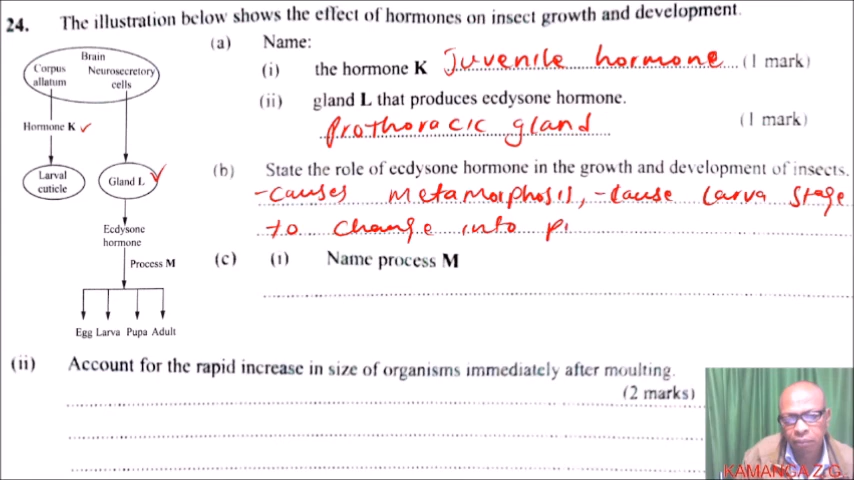 24. The illustration below shows the effect of hormones on insect growth and development.
Brain
Corpus allatum
Neurosecretory cells
Hormone K
Larval cuticle
Gland L
Ecdysone hormone
Process M
Egg Larva Pupa Adult
(a) Name:
(i) the hormone K Juvenile hormone (1 mark)
(ii) gland L that produces ecdysone hormone.
Prothoracic gland (1 mark)
(b) State the role of ecdysone hormone in the growth and development of insects.
- causes metamorphosis, - cause larva stage
to change into p
(c) (i) Name process M
(ii) Account for the rapid increase in size of organisms immediately after moulting.
(2 marks)
KAMANGA Z.G.